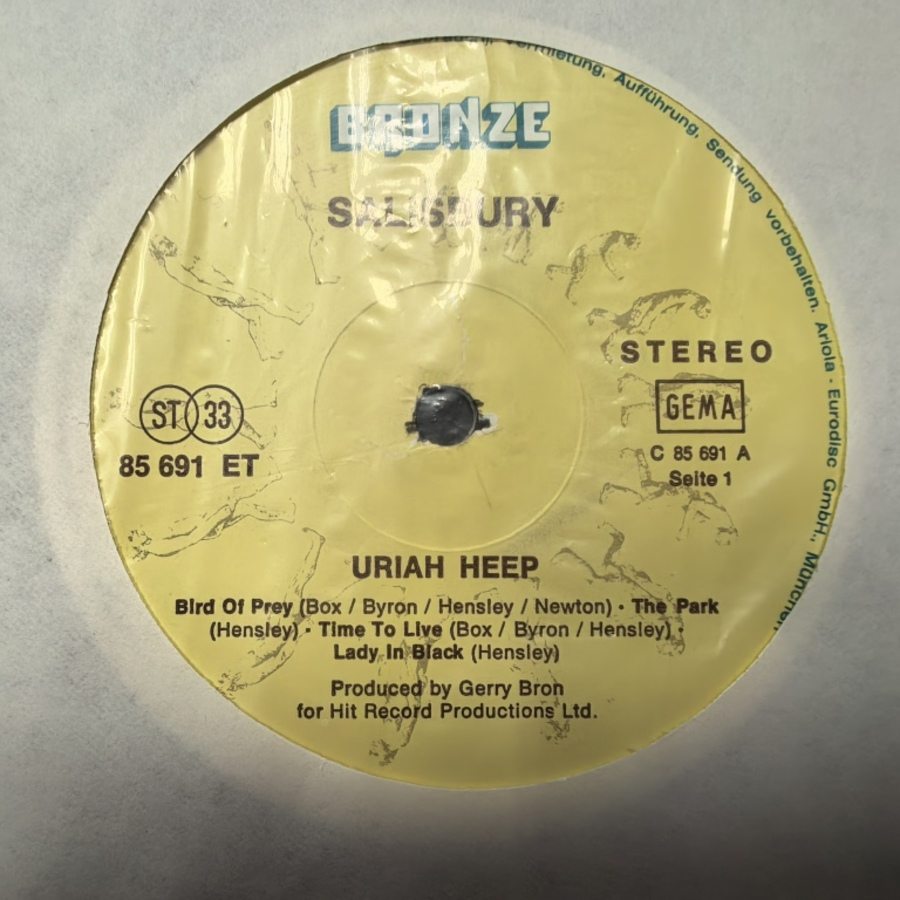 BRONZE
SALISBURY
STEREO
GEMA
C 85 691 A
Seite 1
ST 33
85 691 ET
URIAH HEEP
Bird Of Prey (Box / Byron / Hensley / Newton) · The Park
(Hensley) · Time To Live (Box / Byron / Hensley) ·
Lady In Black (Hensley)
Produced by Gerry Bron
for Hit Record Productions Ltd.
Vermietung, Aufführung, Sendung vorbehalten. Ariola · Eurodisc GmbH., München